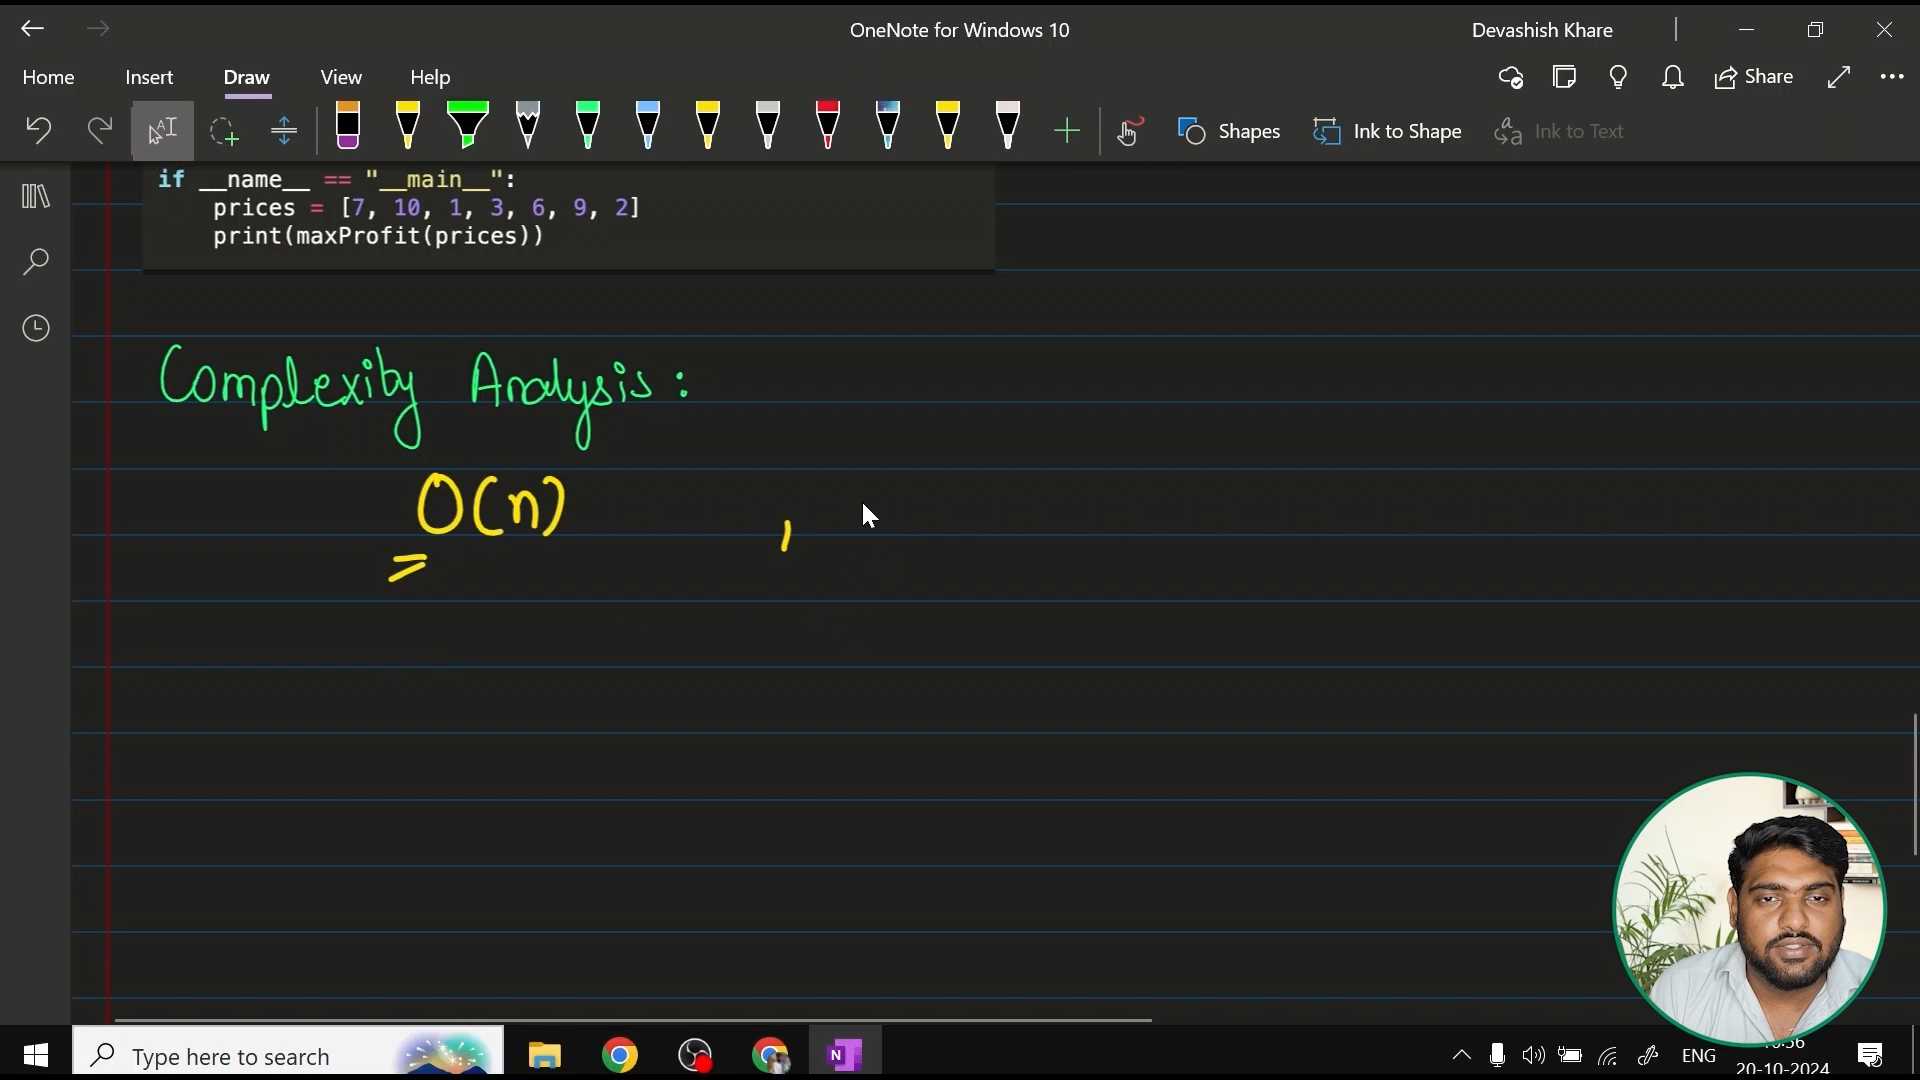 OneNote for Windows 10
Devashish Khare
Home Insert Draw View Help
Share
Shapes Ink to Shape Ink to Text
if __name__ == "__main__":
prices = [7, 10, 1, 3, 6, 9, 2]
print(maxProfit(prices))
Complexity Analysis:
O(n) ,
=
Type here to search
ENG
20-10-2024